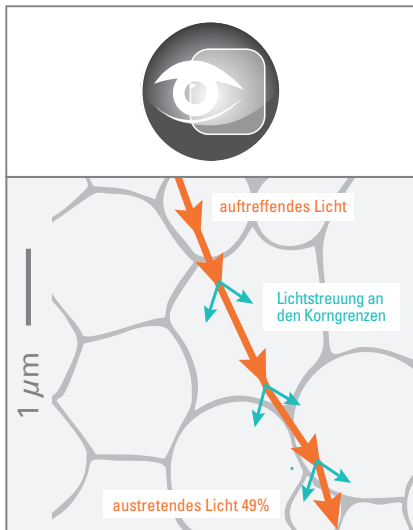 auftreffendes Licht
Lichtstreuung an
den Korngrenzen
1 µm
austretendes Licht 49%